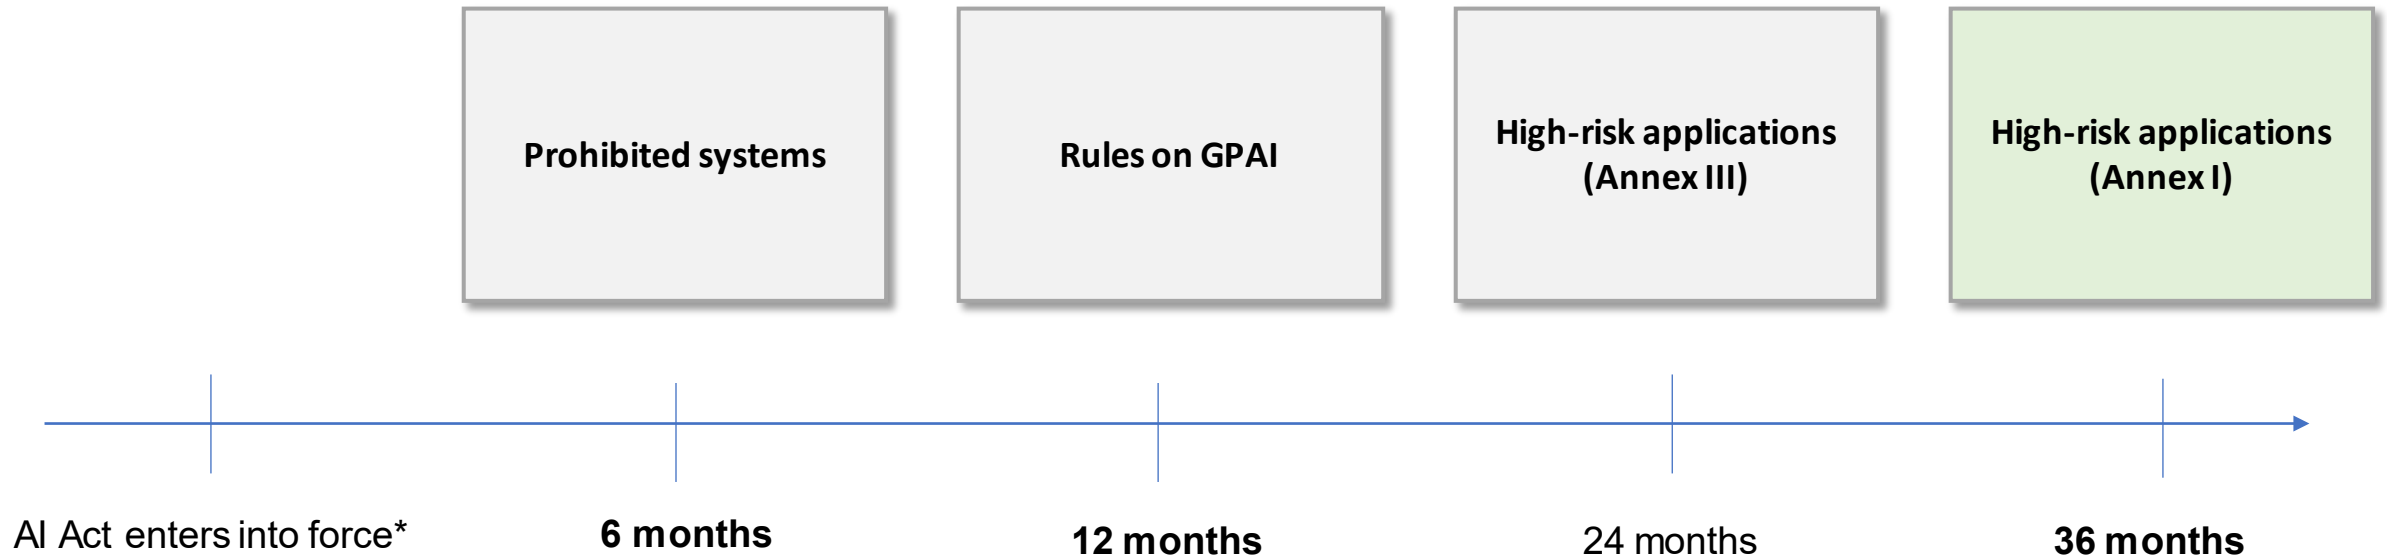 Prohibited systems
Rules on GPAI
High-risk applications
(Annex III)
High-risk applications
(Annex I)
AI Act enters into force*
6 months
12 months
24 months
36 months